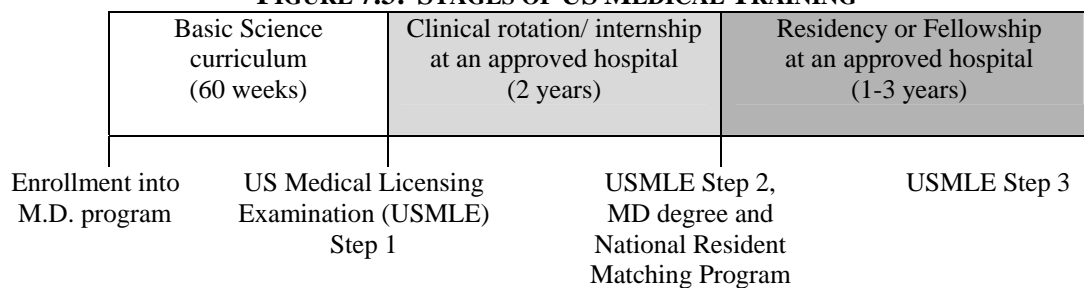 FIGURE 7.3: STAGES OF US MEDICAL TRAINING
Basic Science
curriculum
(60 weeks)
Clinical rotation/ internship
at an approved hospital
(2 years)
Residency or Fellowship
at an approved hospital
(1-3 years)
Enrollment into
M.D. program
US Medical Licensing
Examination (USMLE)
Step 1
USMLE Step 2,
MD degree and
National Resident
Matching Program
USMLE Step 3